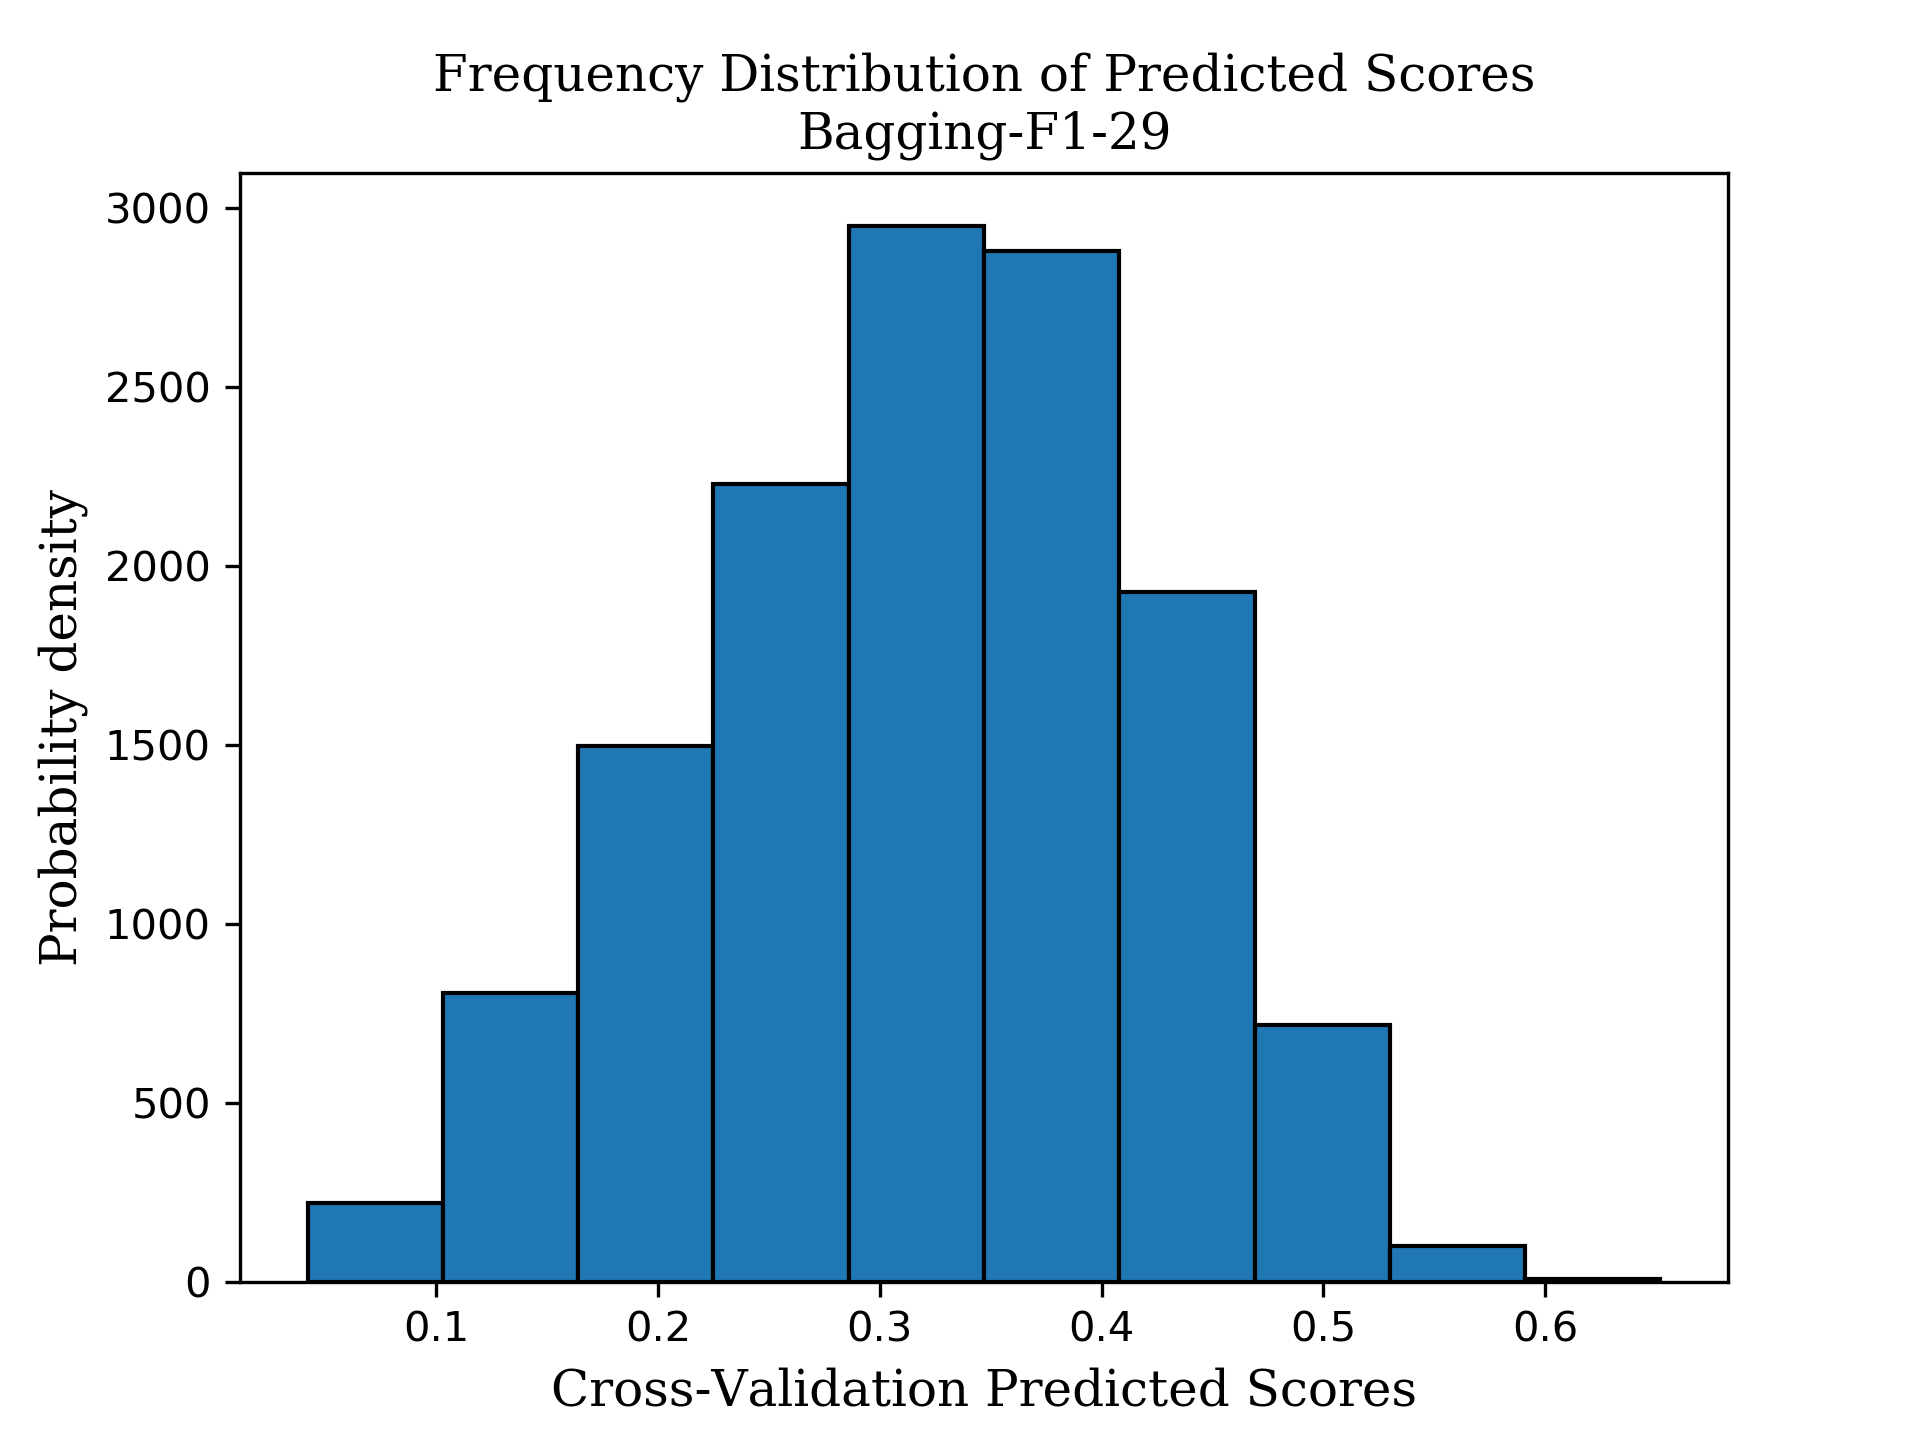 Frequency Distribution of Predicted Scores
Bagging-F1-29
3000
2500
2000
1500
1000
500
0
Probability density
0.1 0.2 0.3 0.4 0.5 0.6
Cross-Validation Predicted Scores